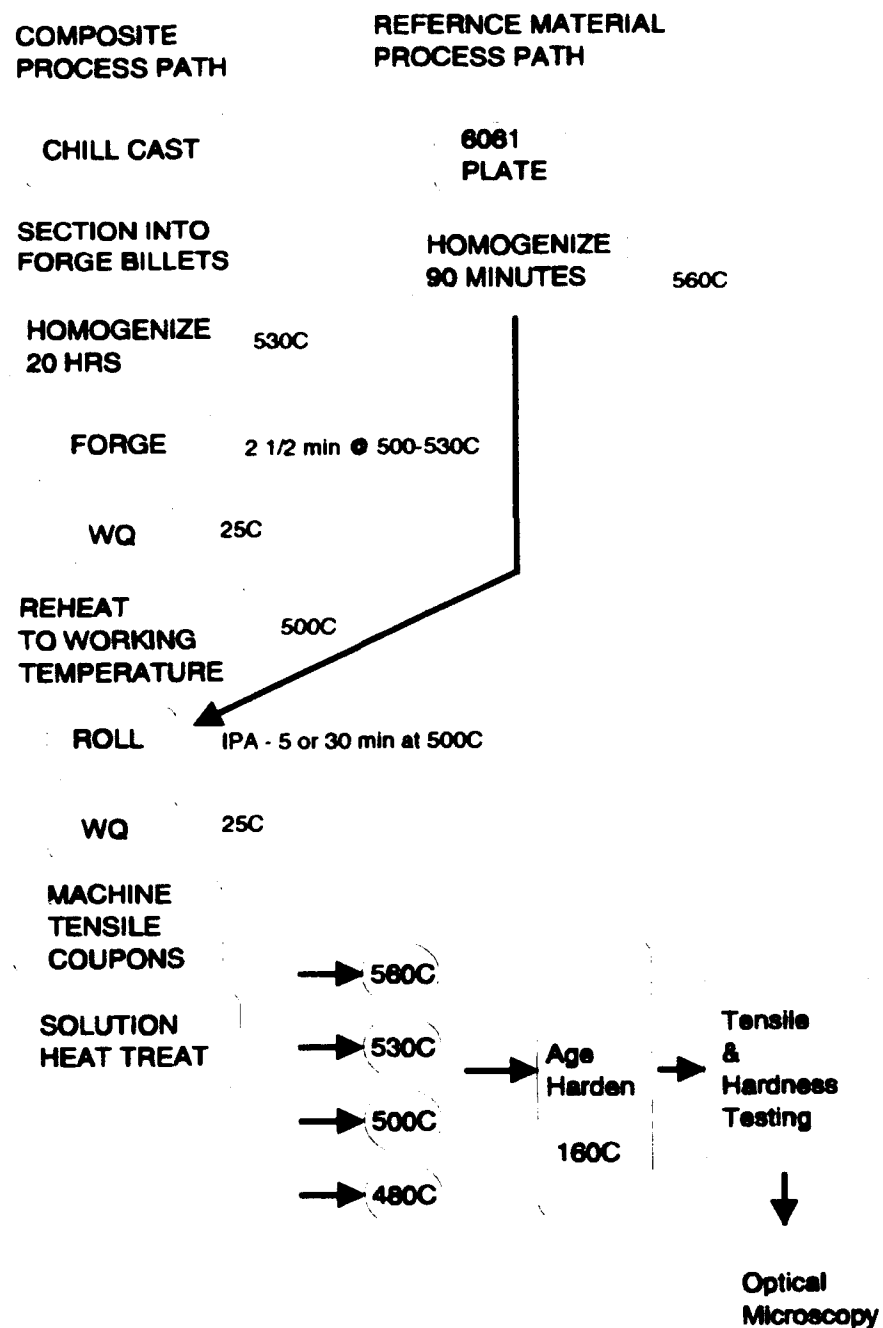 COMPOSITE
PROCESS PATH
REFERNCE MATERIAL
PROCESS PATH
CHILL CAST
6061
PLATE
SECTION INTO
FORGE BILLETS
HOMOGENIZE
90 MINUTES
560C
HOMOGENIZE
20 HRS
530C
FORGE
2 1/2 min @ 500-530C
WQ
25C
REHEAT
TO WORKING
TEMPERATURE
500C
ROLL
IPA - 5 or 30 min at 500C
WQ
25C
MACHINE
TENSILE
COUPONS
SOLUTION
HEAT TREAT
560C
530C
500C
480C
Age
Harden
160C
Tensile
&
Hardness
Testing
Optical
Microscopy